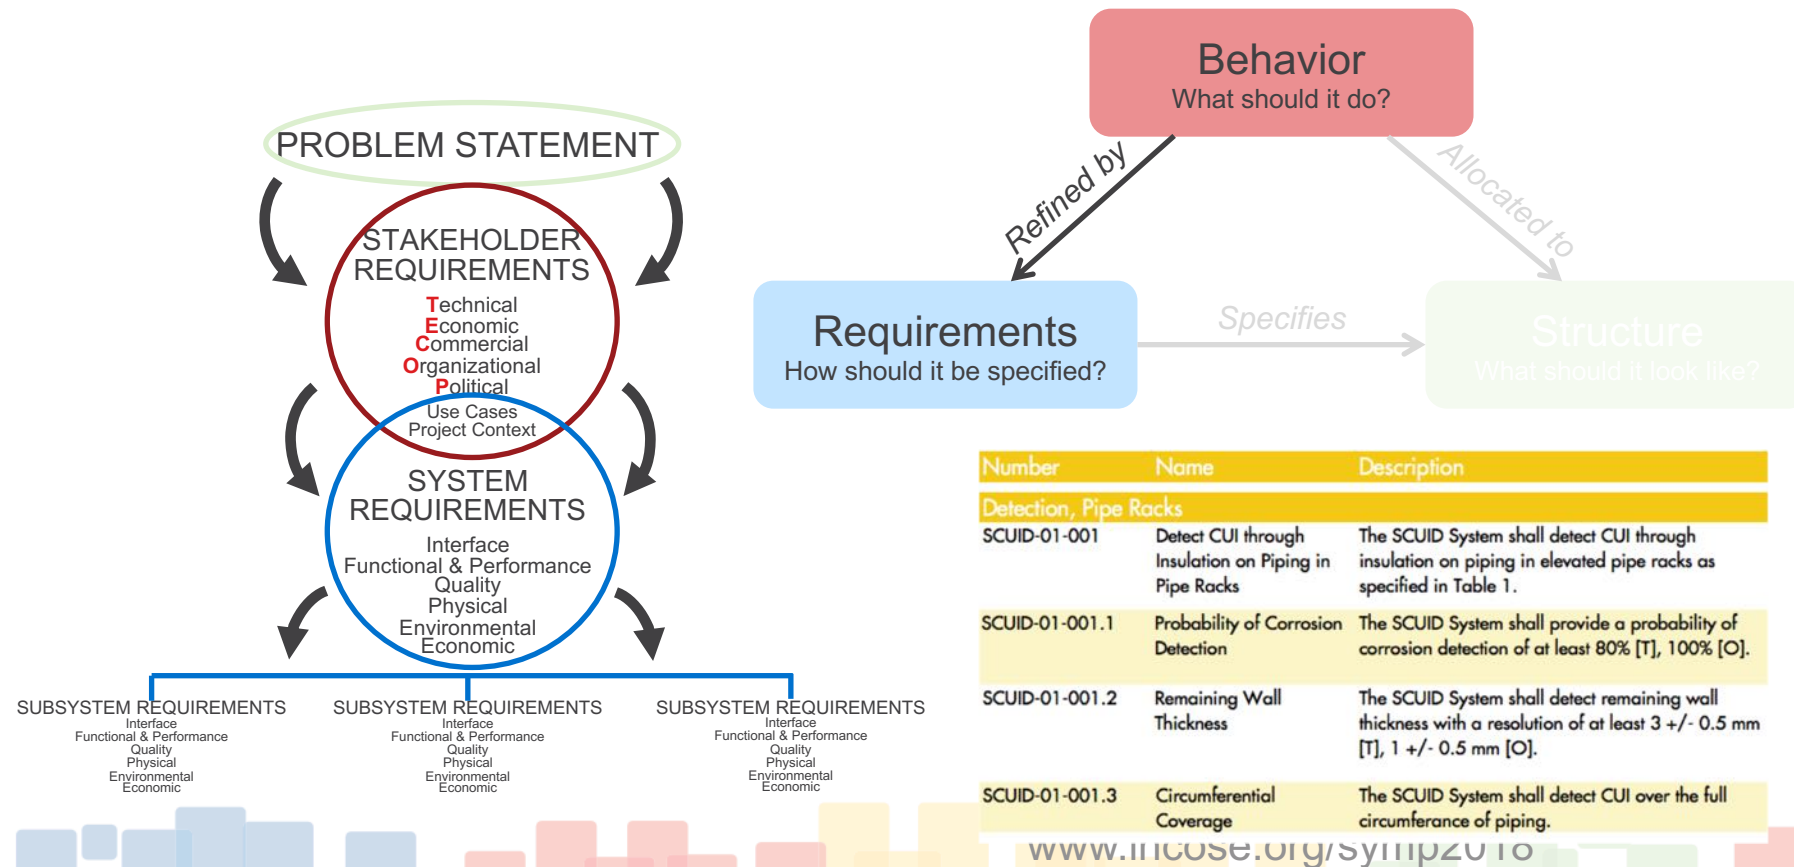 PROBLEM STATEMENT
STAKEHOLDER
REQUIREMENTS
Technical
Economic
Commercial
Organizational
Political
Use Cases
Project Context
SYSTEM
REQUIREMENTS
Interface
Functional & Performance
Quality
Physical
Environmental
Economic
SUBSYSTEM REQUIREMENTS
Interface
Functional & Performance
Quality
Physical
Environmental
Economic
SUBSYSTEM REQUIREMENTS
Interface
Functional & Performance
Quality
Physical
Environmental
Economic
SUBSYSTEM REQUIREMENTS
Interface
Functional & Performance
Quality
Physical
Environmental
Economic
Behavior
What should it do?
Refined by
Allocated to
Requirements
How should it be specified?
Specifies
Structure
What should it look like?
Number Name Description
Detection, Pipe Racks
SCUID-01-001 Detect CUI through The SCUID System shall detect CUI through
Insulation on Piping in insulation on piping in elevated pipe racks as
Pipe Racks specified in Table 1.
SCUID-01-001.1 Probability of Corrosion The SCUID System shall provide a probability of
Detection corrosion detection of at least 80% [T], 100% [O].
SCUID-01-001.2 Remaining Wall The SCUID System shall detect remaining wall
Thickness thickness with a resolution of at least 3 +/- 0.5 mm
[T], 1 +/- 0.5 mm [O].
SCUID-01-001.3 Circumferential The SCUID System shall detect CUI over the full
Coverage circumferance of piping.
www.incose.org/symp2018